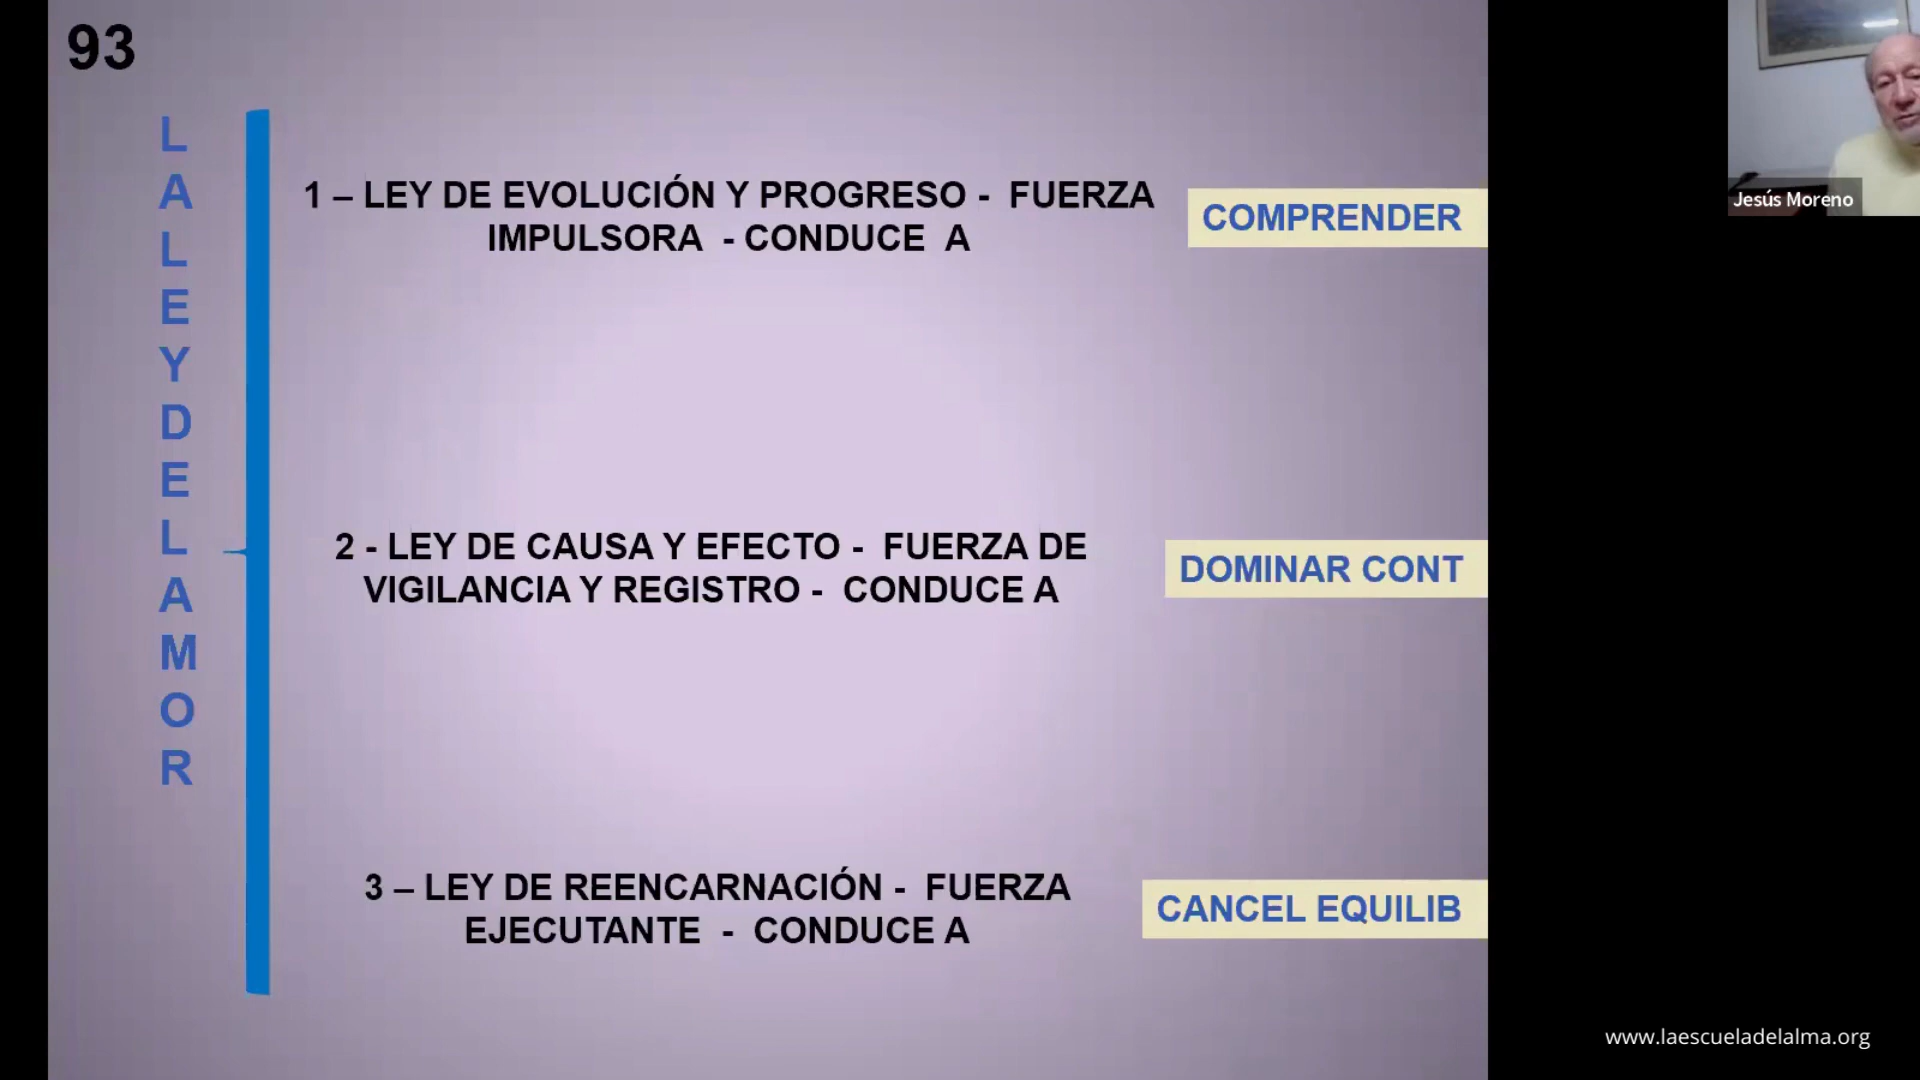 93
L
A
L
E
Y
D
E
L
A
M
O
R
1 – LEY DE EVOLUCIÓN Y PROGRESO - FUERZA
IMPULSORA - CONDUCE A
COMPRENDER
2 - LEY DE CAUSA Y EFECTO - FUERZA DE
VIGILANCIA Y REGISTRO - CONDUCE A
DOMINAR CONT
3 – LEY DE REENCARNACIÓN - FUERZA
EJECUTANTE - CONDUCE A
CANCEL EQUILIB
Jesús Moreno
www.laescueladelalma.org